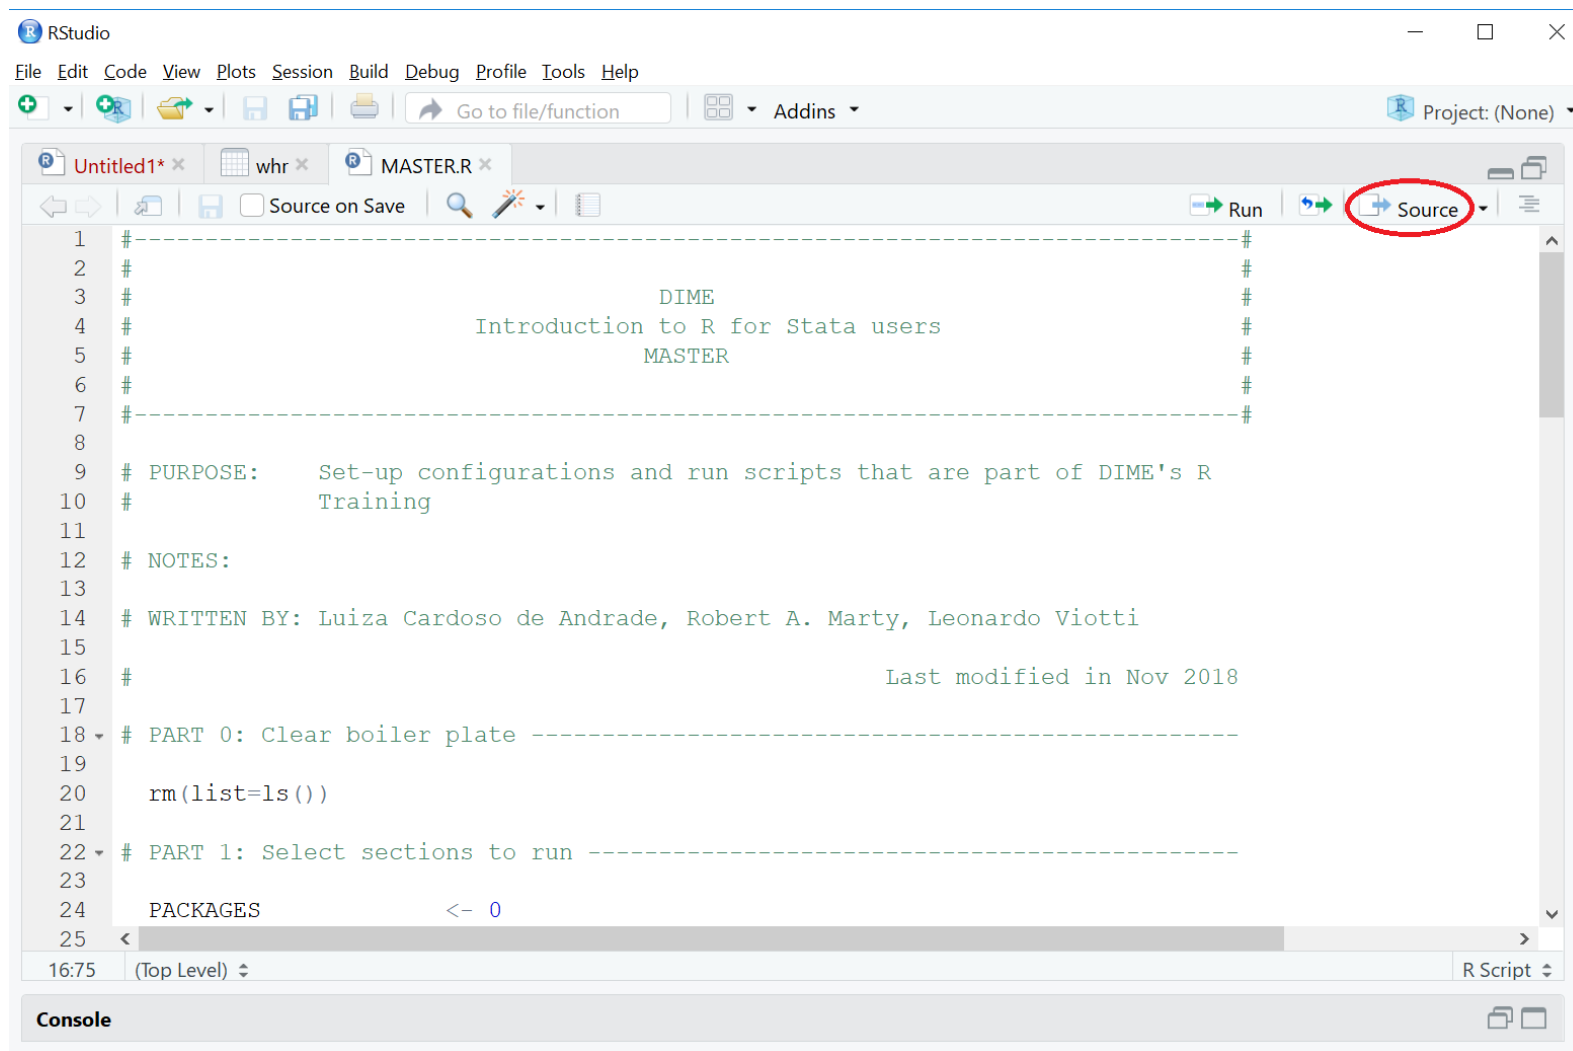 RStudio
File Edit Code View Plots Session Build Debug Profile Tools Help
Go to file/function Addins Project: (None)
Untitled1* whr MASTER.R
Source on Save Run Source
1 #------------------------------------------------------------------------------#
2 # #
3 # DIME #
4 # Introduction to R for Stata users #
5 # MASTER #
6 # #
7 #------------------------------------------------------------------------------#
8
9 # PURPOSE: Set-up configurations and run scripts that are part of DIME's R
10 # Training
11
12 # NOTES:
13
14 # WRITTEN BY: Luiza Cardoso de Andrade, Robert A. Marty, Leonardo Viotti
15
16 # Last modified in Nov 2018
17
18 # PART 0: Clear boiler plate --------------------------------------------------
19
20 rm(list=ls())
21
22 # PART 1: Select sections to run ----------------------------------------------
23
24 PACKAGES <- 0
25
16:75 (Top Level) R Script
Console